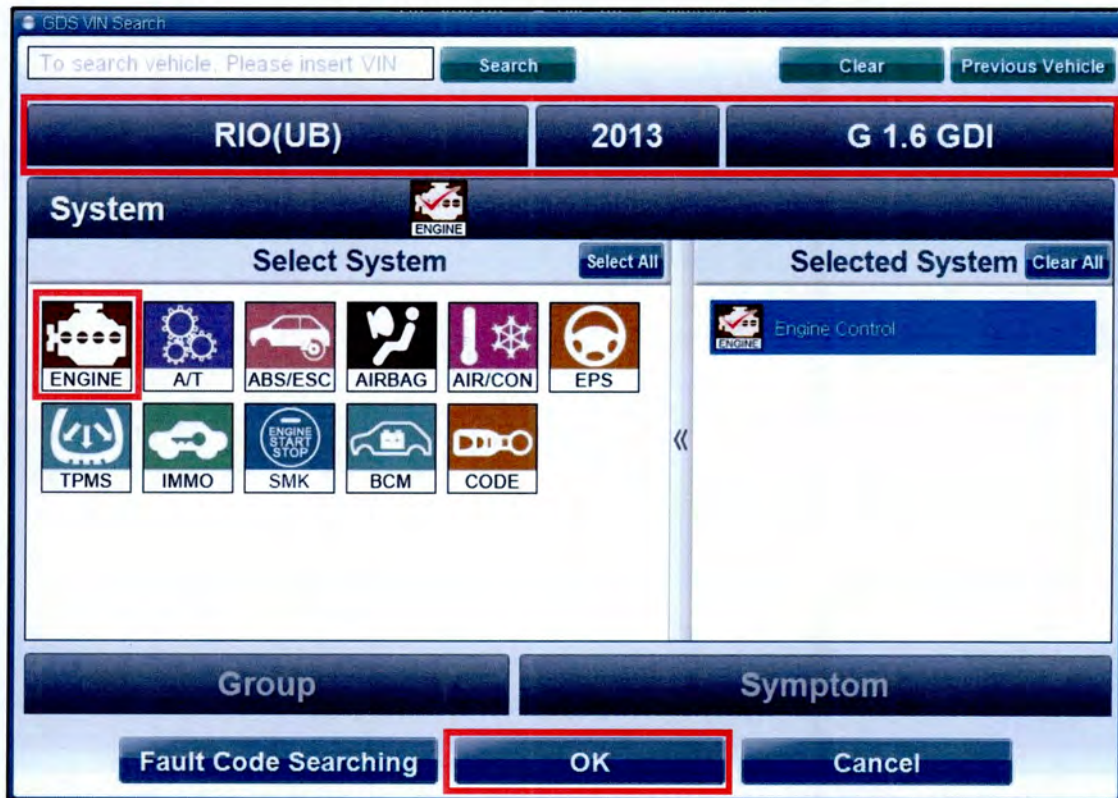 GDS VIN Search
To search vehicle, Please insert VIN Search Clear Previous Vehicle
RIO(UB) 2013 G 1.6 GDI
System ENGINE
Select System Select All Selected System Clear All
ENGINE A/T ABS/ESC AIRBAG AIR/CON EPS
ENGINE Engine Control
ENGINE START STOP
TPMS IMMO SMK BCM CODE
«
Group Symptom
Fault Code Searching OK Cancel